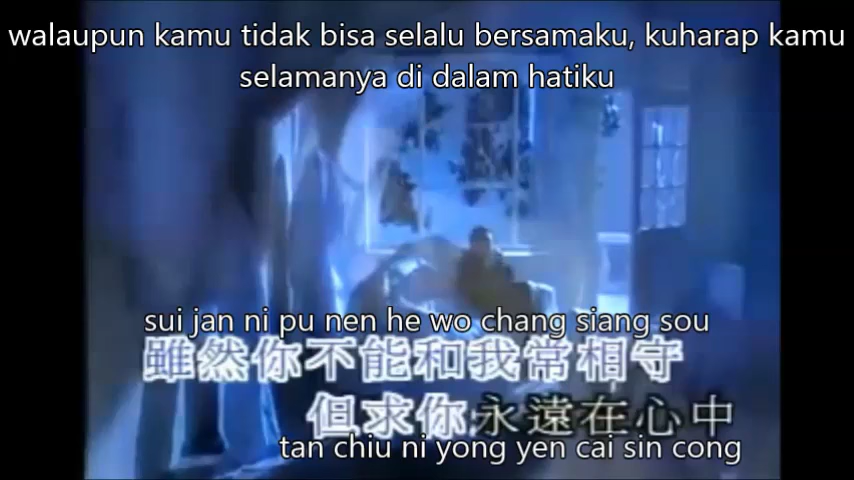 walaupun kamu tidak bisa selalu bersamaku, kuharap kamu
selamanya di dalam hatiku
sui jan ni pu nen he wo chang siang sou
雖然你不能和我常相守
但求你永遠在心中
tan chiu ni yong yen cai sin cong